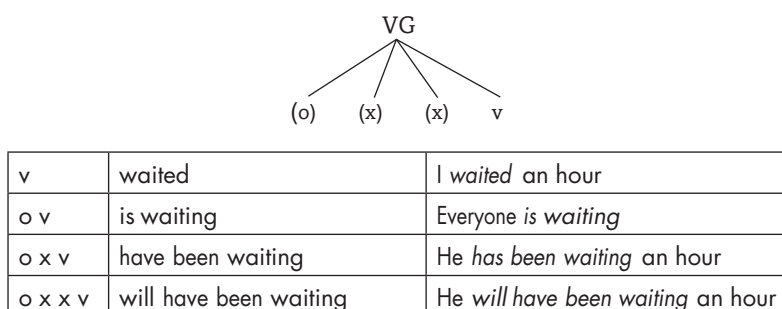 VG
(o) (x) (x) v
v waited I waited an hour
o v is waiting Everyone is waiting
o x v have been waiting He has been waiting an hour
o x x v will have been waiting He will have been waiting an hour